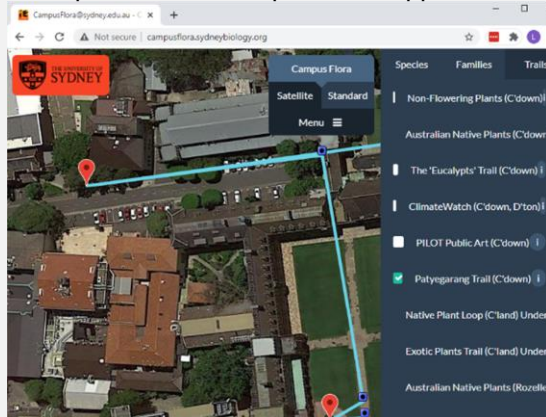 CampusFlora@sydney.edu.au - C
Not secure | campusflora.sydneybiology.org
THE UNIVERSITY OF
SYDNEY
Campus Flora
Satellite Standard
Menu
Species Families Trails
Non-Flowering Plants (C'down)
Australian Native Plants (C'down
The 'Eucalypts' Trail (C'down) i
ClimateWatch (C'down, D'ton) i
PILOT Public Art (C'down) i
Patyegarang Trail (C'down) i
Native Plant Loop (C'land) Under
Exotic Plants Trail (C'land) Under
Australian Native Plants (Rozelle